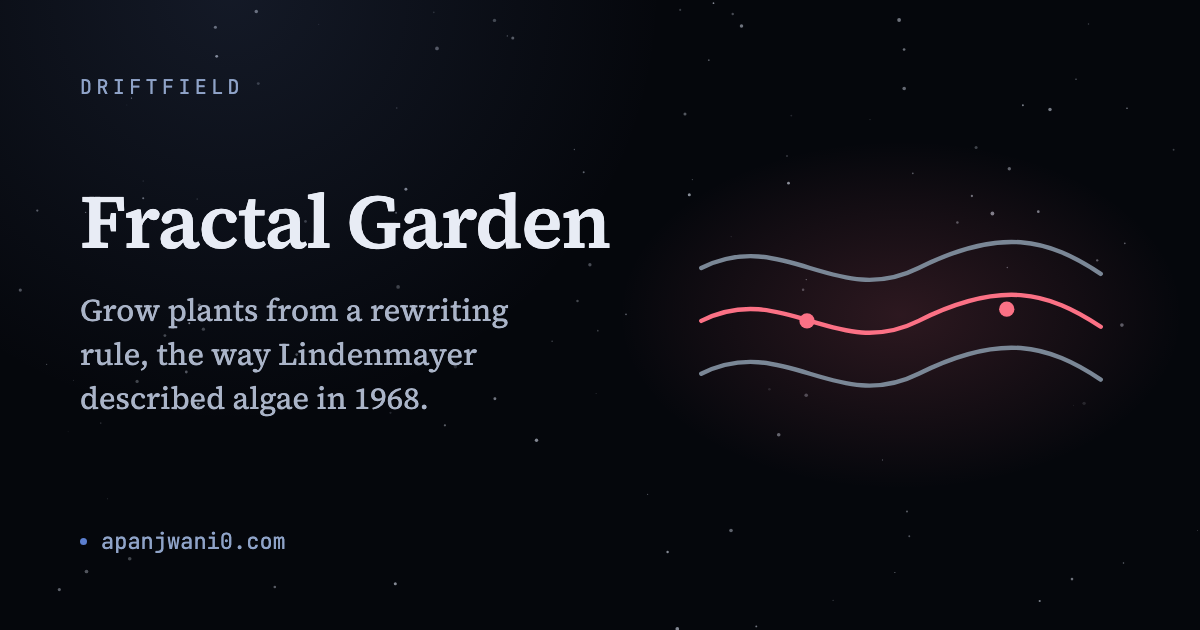 DRIFTFIELD
Fractal Garden
Grow plants from a rewriting
rule, the way Lindenmayer
described algae in 1968.
apanjwani0.com